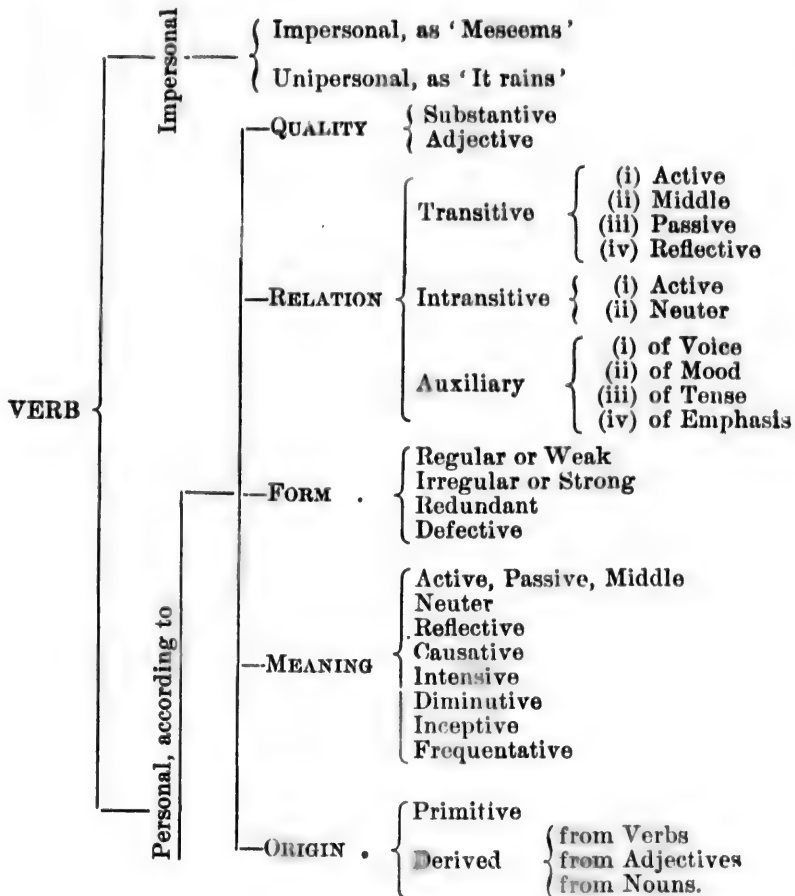 Impersonal
Impersonal, as ‘Meseems’
Unipersonal, as ‘It rains’
VERB
Personal, according to
—QUALITY
Substantive
Adjective
—RELATION
Transitive
(i) Active
(ii) Middle
(iii) Passive
(iv) Reflective
Intransitive
(i) Active
(ii) Neuter
Auxiliary
(i) of Voice
(ii) of Mood
(iii) of Tense
(iv) of Emphasis
—FORM .
Regular or Weak
Irregular or Strong
Redundant
Defective
—MEANING
Active, Passive, Middle
Neuter
Reflective
Causative
Intensive
Diminutive
Inceptive
Frequentative
—ORIGIN .
Primitive
Derived
from Verbs
from Adjectives
from Nouns.